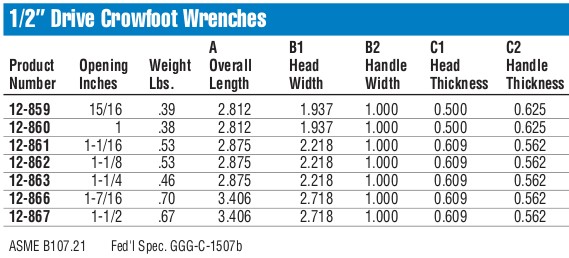 1/2″ Drive Crowfoot Wrenches
A B1 B2 C1 C2
Product Opening Weight Overall Head Handle Head Handle
Number Inches Lbs. Length Width Width Thickness Thickness
12-859 15/16 .39 2.812 1.937 1.000 0.500 0.625
12-860 1 .38 2.812 1.937 1.000 0.500 0.625
12-861 1-1/16 .53 2.875 2.218 1.000 0.609 0.562
12-862 1-1/8 .53 2.875 2.218 1.000 0.609 0.562
12-863 1-1/4 .46 2.875 2.218 1.000 0.609 0.562
12-866 1-7/16 .70 3.406 2.718 1.000 0.609 0.562
12-867 1-1/2 .67 3.406 2.718 1.000 0.609 0.562
ASME B107.21 Fed'l Spec. GGG-C-1507b